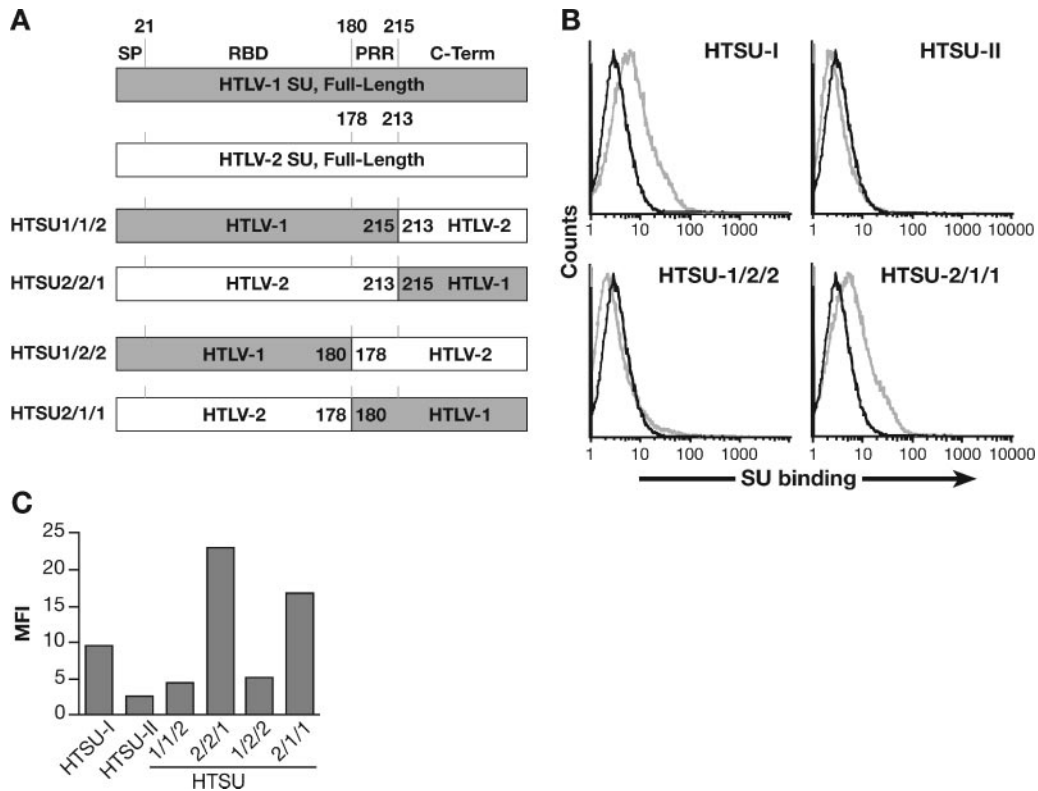 A
21 180 215
SP RBD PRR C-Term
HTLV-1 SU, Full-Length
178 213
HTLV-2 SU, Full-Length
HTSU1/1/2 HTLV-1 215 213 HTLV-2
HTSU2/2/1 HTLV-2 213 215 HTLV-1
HTSU1/2/2 HTLV-1 180 178 HTLV-2
HTSU2/1/1 HTLV-2 178 180 HTLV-1
B
HTSU-I HTSU-II
1 10 100 1000 1 10 100 1000 10000
HTSU-1/2/2 HTSU-2/1/1
1 10 100 1000 1 10 100 1000 10000
Counts
SU binding
C
25
20
15
10
5
0
MFI
HTSU-I HTSU-II 1/1/2 2/2/1 1/2/2 2/1/1
HTSU